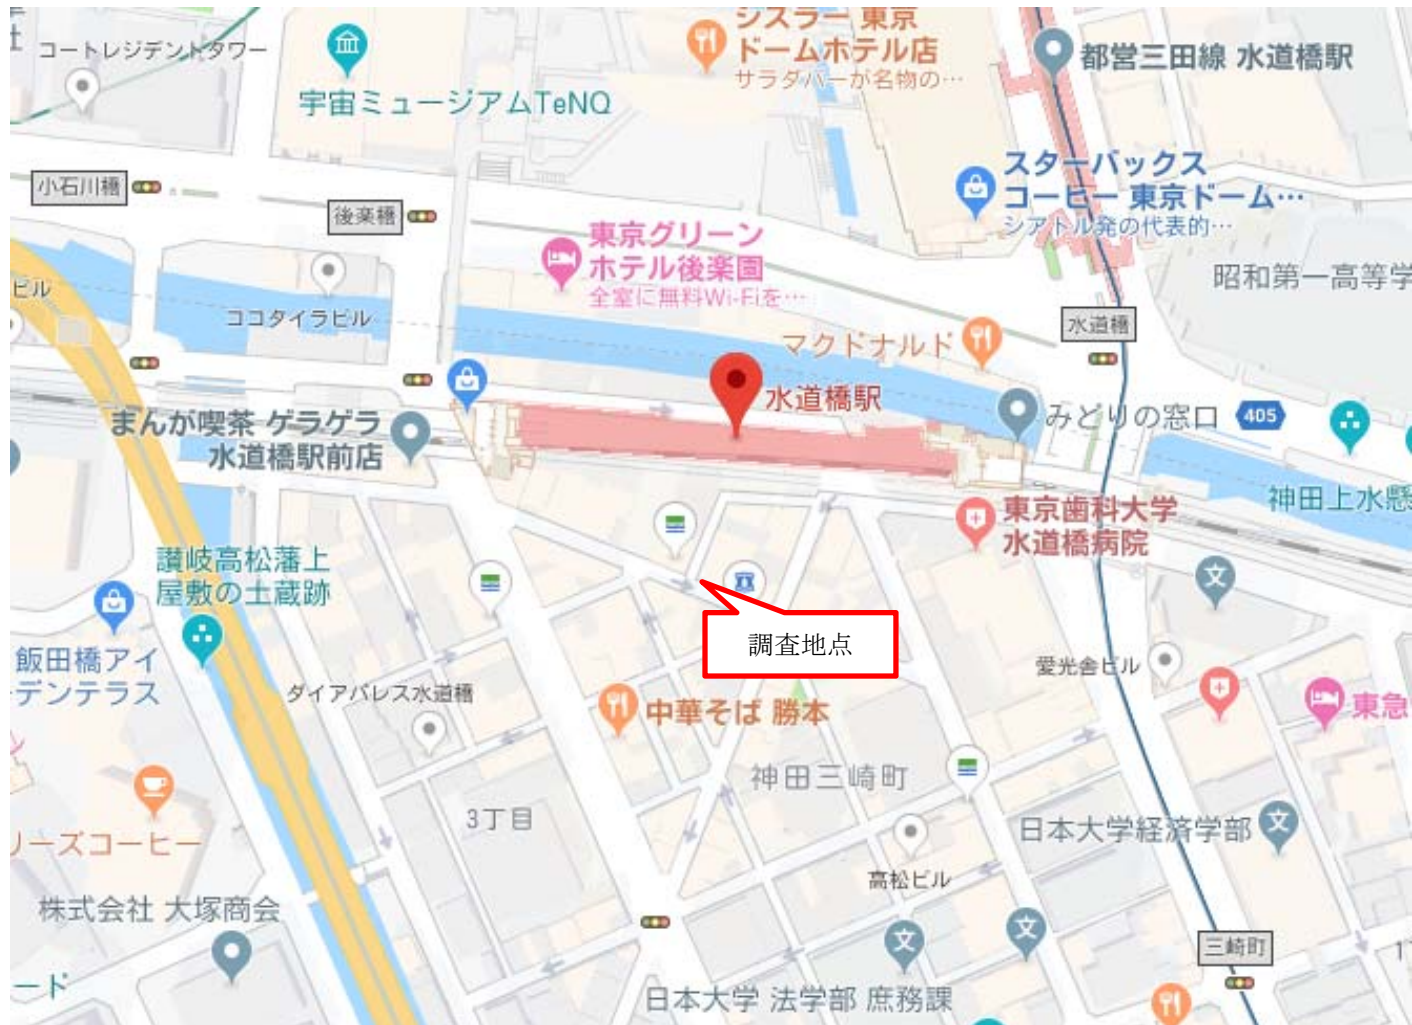 シスラー 東京
ドームホテル店
サラダバーが名物の…
都営三田線 水道橋駅
コートレジデントタワー
宇宙ミュージアムTeNQ
スターバックス
コーヒー 東京ドーム…
シアトル発の代表的…
小石川橋
後楽橋
東京グリーン
ホテル後楽園
全室に無料Wi-Fiを…
昭和第一高等学
ビル
ココタイラビル
水道橋
マクドナルド
水道橋駅
みどりの窓口
405
まんが喫茶 ゲラゲラ
水道橋駅前店
神田上水懸
東京歯科大学
水道橋病院
讃岐高松藩上
屋敷の土蔵跡
調査地点
飯田橋アイ
ーデンテラス
ダイアパレス水道橋
愛光舎ビル
中華そば 勝本
東急
神田三崎町
3丁目
リーズコーヒー
日本大学経済学部
高松ビル
株式会社 大塚商会
三崎町
1
日本大学 法学部 庶務課
ード